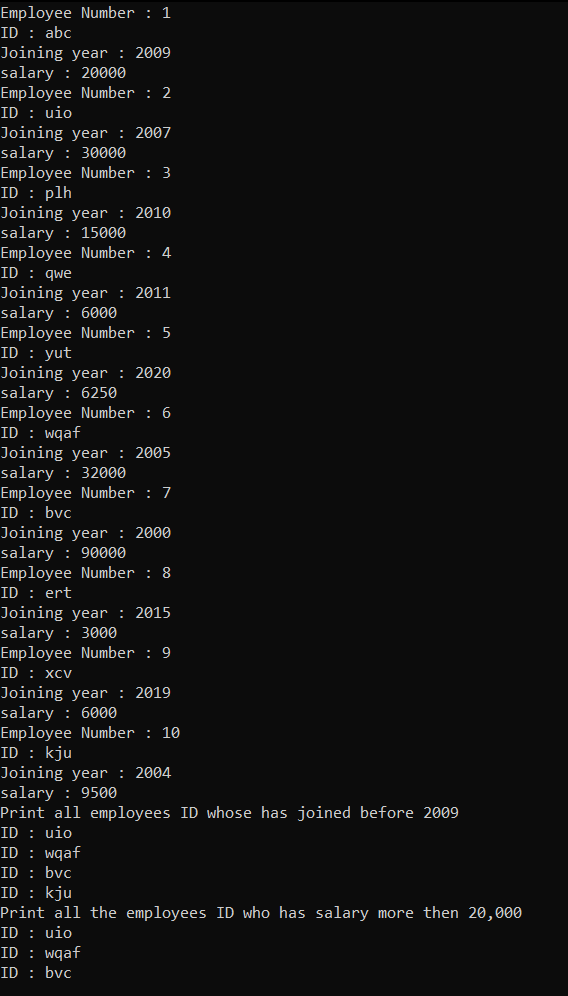 Employee Number : 1
ID : abc
Joining year : 2009
salary : 20000
Employee Number : 2
ID : uio
Joining year : 2007
salary : 30000
Employee Number : 3
ID : plh
Joining year : 2010
salary : 15000
Employee Number : 4
ID : qwe
Joining year : 2011
salary : 6000
Employee Number : 5
ID : yut
Joining year : 2020
salary : 6250
Employee Number : 6
ID : wqaf
Joining year : 2005
salary : 32000
Employee Number : 7
ID : bvc
Joining year : 2000
salary : 90000
Employee Number : 8
ID : ert
Joining year : 2015
salary : 3000
Employee Number : 9
ID : xcv
Joining year : 2019
salary : 6000
Employee Number : 10
ID : kju
Joining year : 2004
salary : 9500
Print all employees ID whose has joined before 2009
ID : uio
ID : wqaf
ID : bvc
ID : kju
Print all the employees ID who has salary more then 20,000
ID : uio
ID : wqaf
ID : bvc